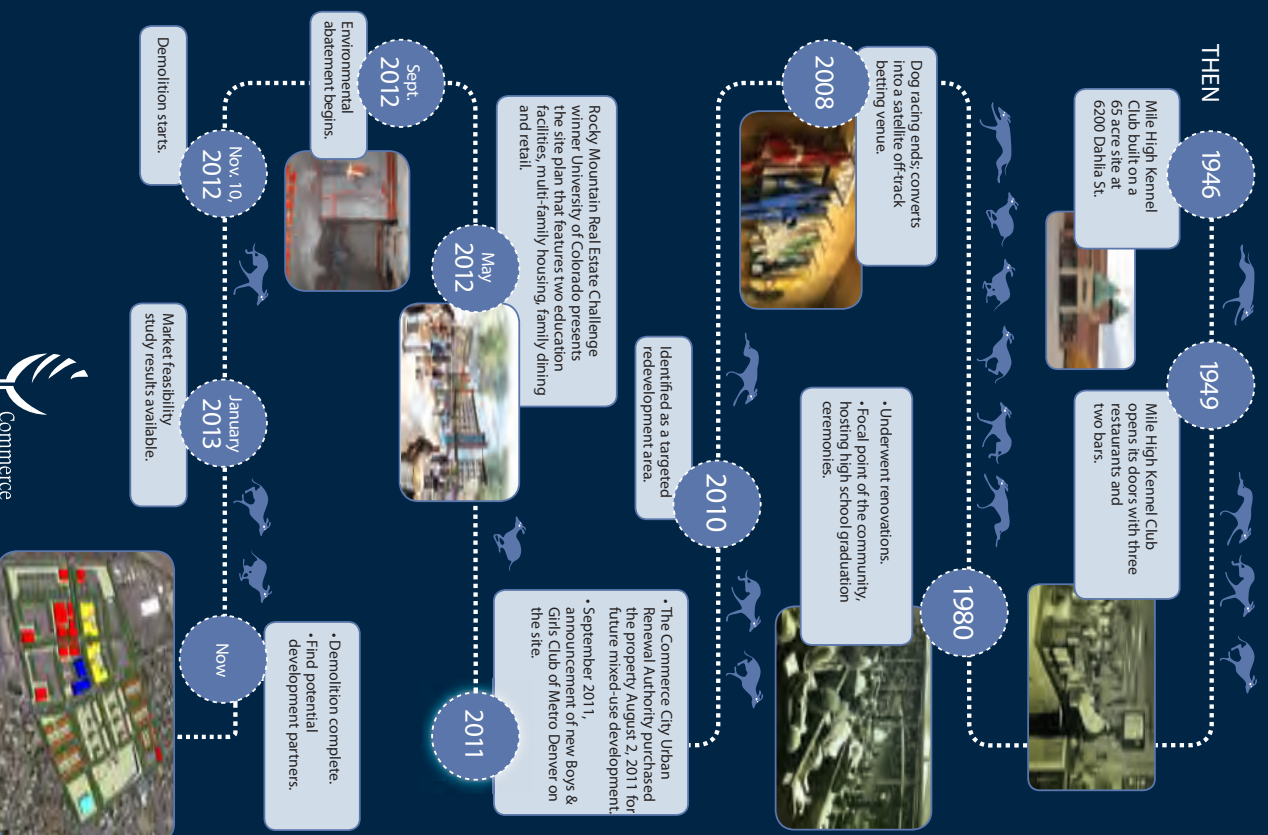 THEN
1946
Mile High Kennel
Club built on a
65 acre site at
6200 Dahlia St.
1949
Mile High Kennel Club
opens its doors with three
restaurants and
two bars.
1980
• Underwent renovations.
• Focal point of the community,
hosting high school graduation
ceremonies.
2008
Dog racing ends; converts
into a satellite off-track
betting venue.
2010
Identified as a targeted
redevelopment area.
2011
• The Commerce City Urban
Renewal Authority purchased
the property August 2, 2011 for
future mixed-use development.
• September 2011,
announcement of new Boys &
Girls Club of Metro Denver on
the site.
May
2012
Rocky Mountain Real Estate Challenge
winner University of Colorado presents
the site plan that features two education
facilities, multi-family housing, family dining
and retail.
Sept.
2012
Environmental
abatement begins.
Nov. 10,
2012
Demolition starts.
January
2013
Market feasibility
study results available.
Now
• Demolition complete.
• Find potential
development partners.
Commerce